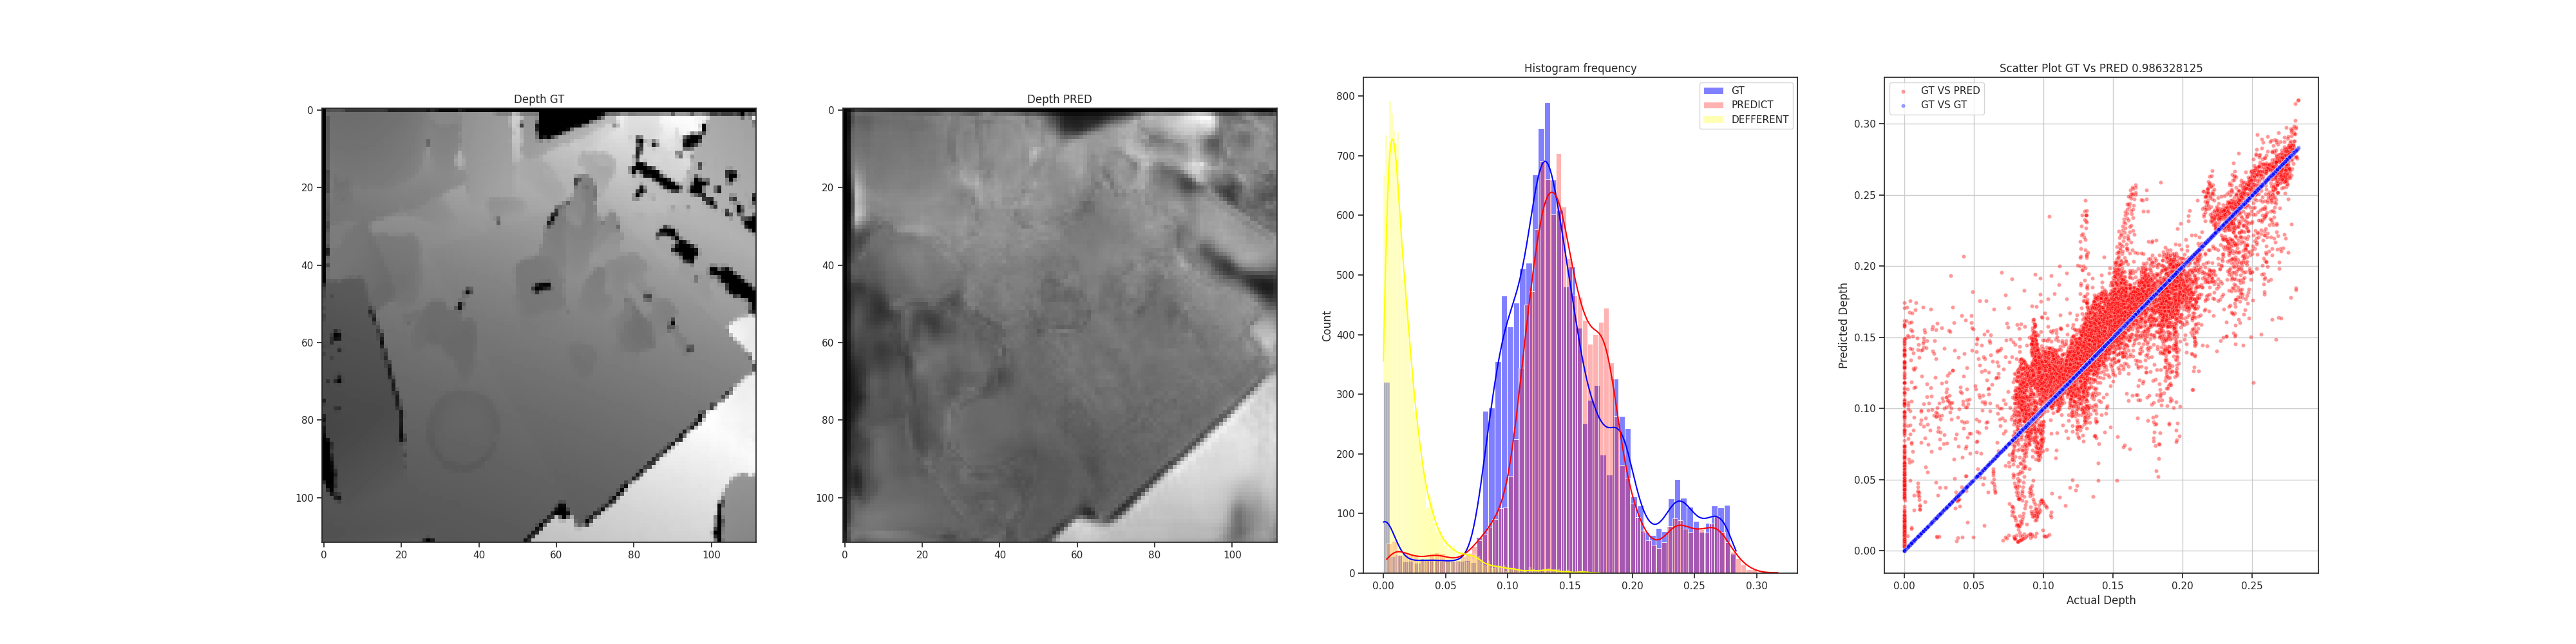 Depth GT
0
20
40
60
80
100
0 20 40 60 80 100
Depth PRED
0
20
40
60
80
100
0 20 40 60 80 100
Histogram frequency
GT
PREDICT
DEFFERENT
Count
800
700
600
500
400
300
200
100
0
0.00 0.05 0.10 0.15 0.20 0.25 0.30
Scatter Plot GT Vs PRED 0.986328125
GT VS PRED
GT VS GT
Predicted Depth
0.30
0.25
0.20
0.15
0.10
0.05
0.00
0.00 0.05 0.10 0.15 0.20 0.25
Actual Depth